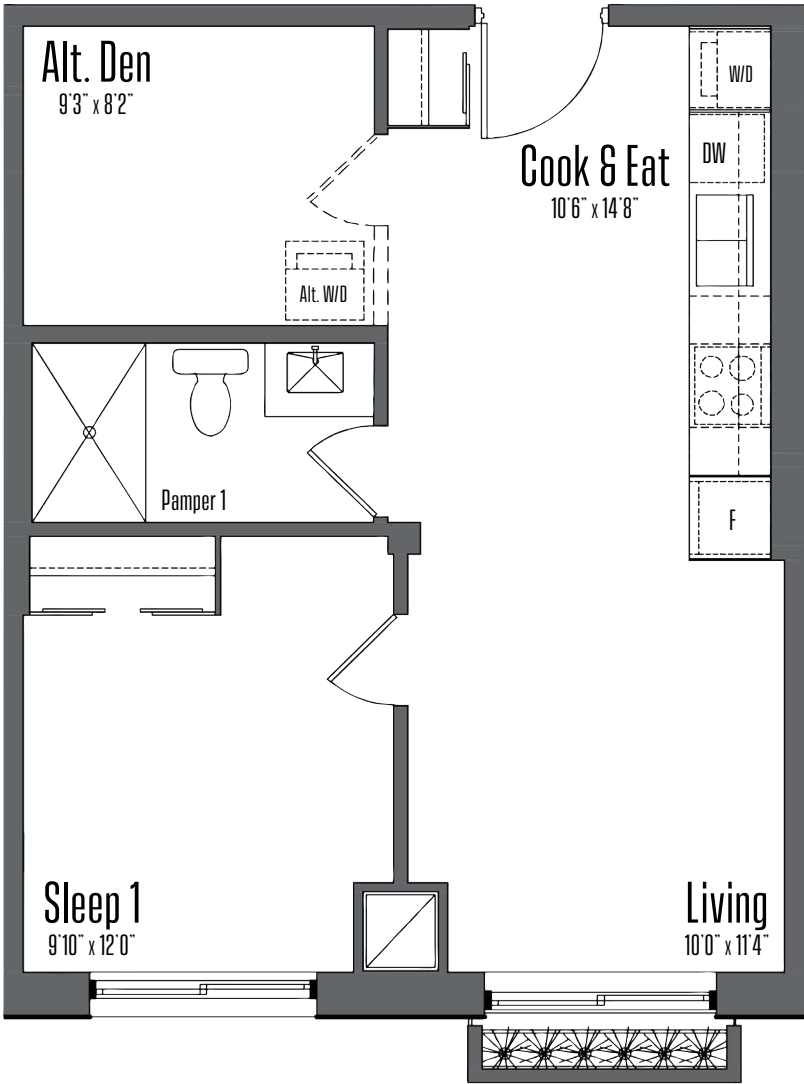 Alt. Den
9'3" x 8'2"
W/D
DW
Cook & Eat
10'6" x 14'8"
Alt. W/D
Pamper 1
F
Sleep 1
9'10" x 12'0"
Living
10'0" x 11'4"